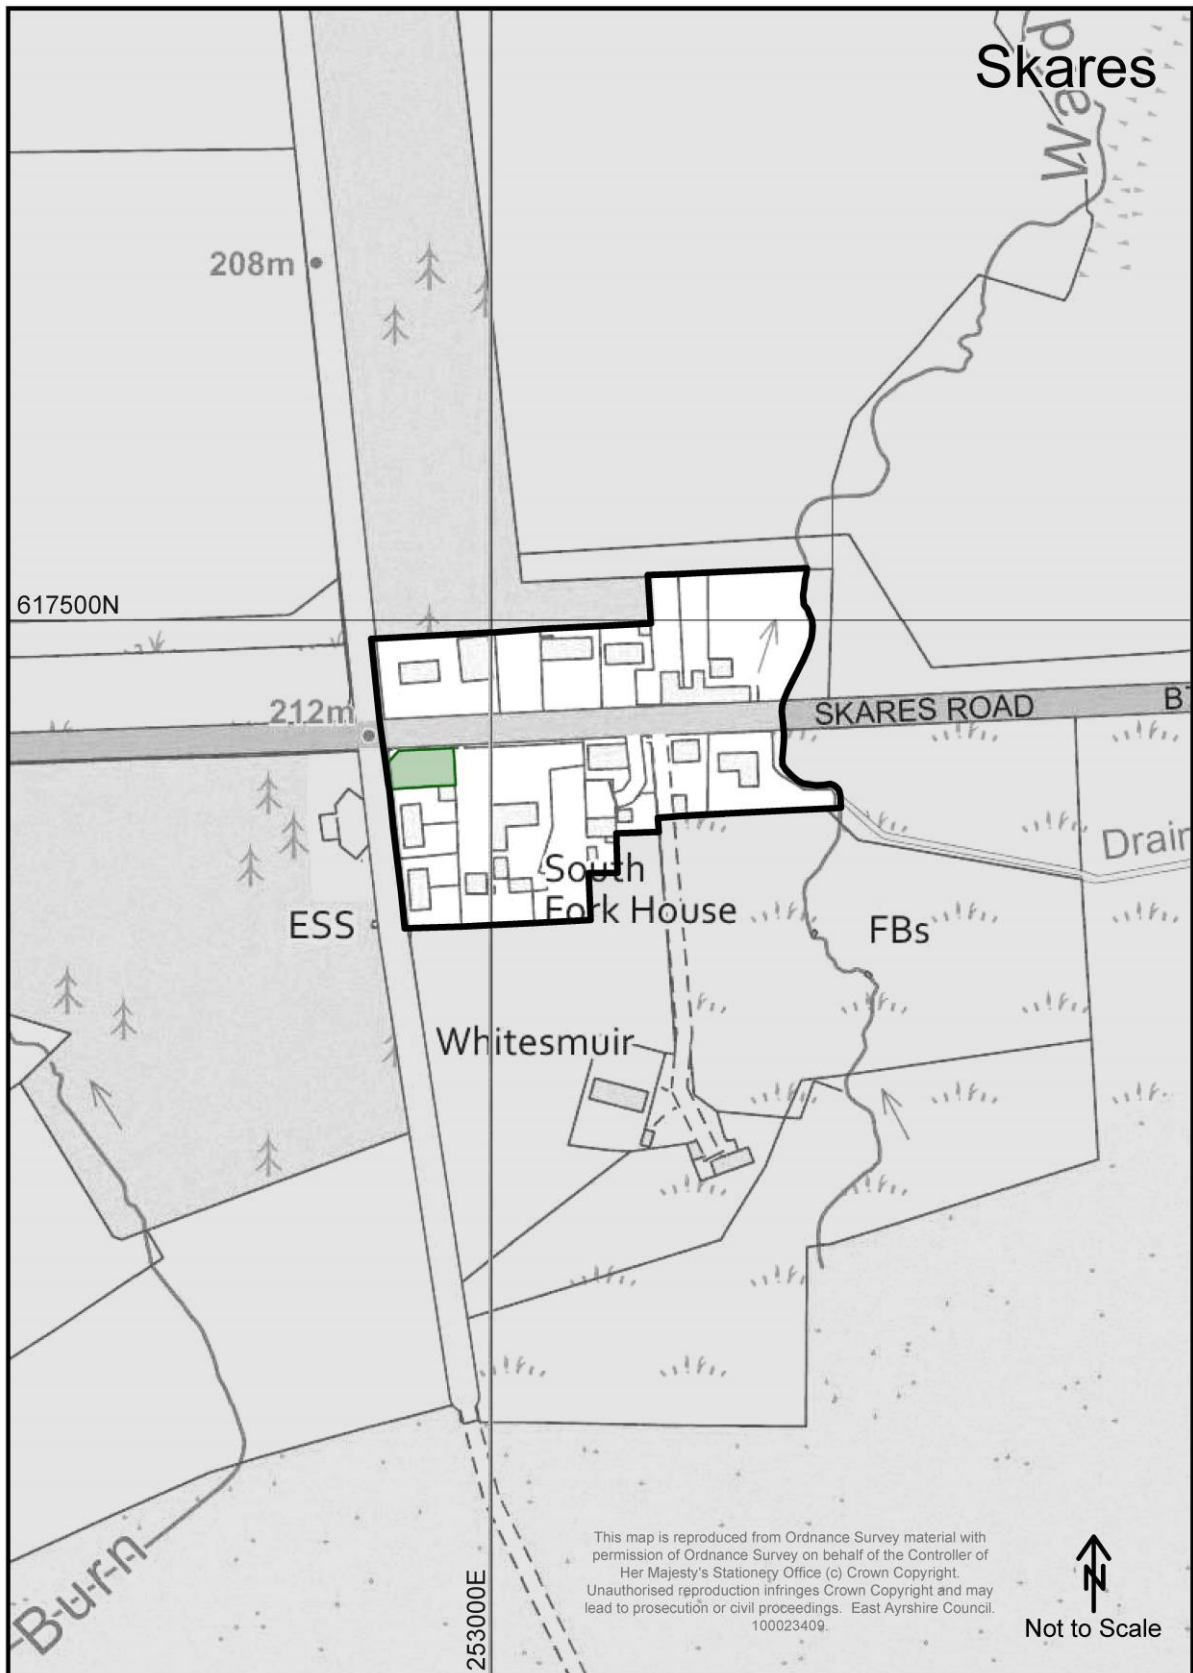 Skares
208m
617500N
212m
SKARES ROAD
South
Fork House
Drain
ESS
FBs
Whitesmuir
Burn
253000E
This map is reproduced from Ordnance Survey material with
permission of Ordnance Survey on behalf of the Controller of
Her Majesty's Stationery Office (c) Crown Copyright.
Unauthorised reproduction infringes Crown Copyright and may
lead to prosecution or civil proceedings. East Ayrshire Council.
100023409.
N
Not to Scale